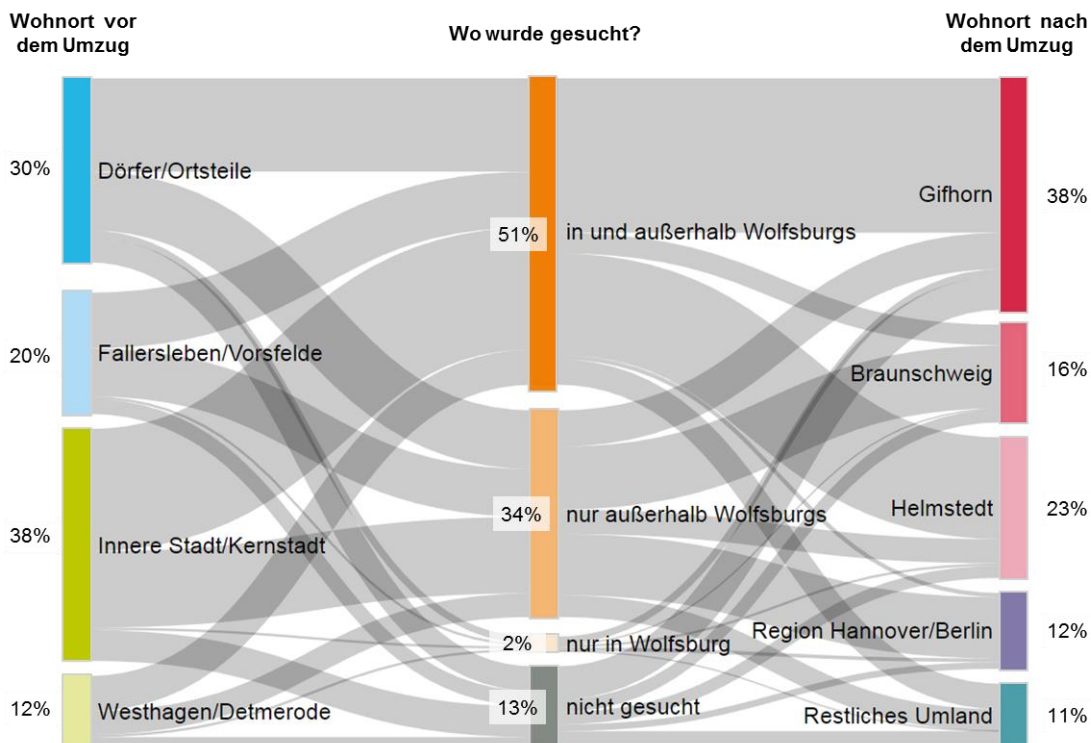 Wohnort vor
dem Umzug
Wo wurde gesucht?
Wohnort nach
dem Umzug
30%
Dörfer/Ortsteile
20%
Fallersleben/Vorsfelde
38%
Innere Stadt/Kernstadt
12%
Westhagen/Detmerode
51%
in und außerhalb Wolfsburgs
34%
nur außerhalb Wolfsburgs
2%
nur in Wolfsburg
13%
nicht gesucht
Gifhorn
38%
Braunschweig
16%
Helmstedt
23%
Region Hannover/Berlin
12%
Restliches Umland
11%